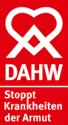 DAHW
Stoppt
Krankheiten
der Armut